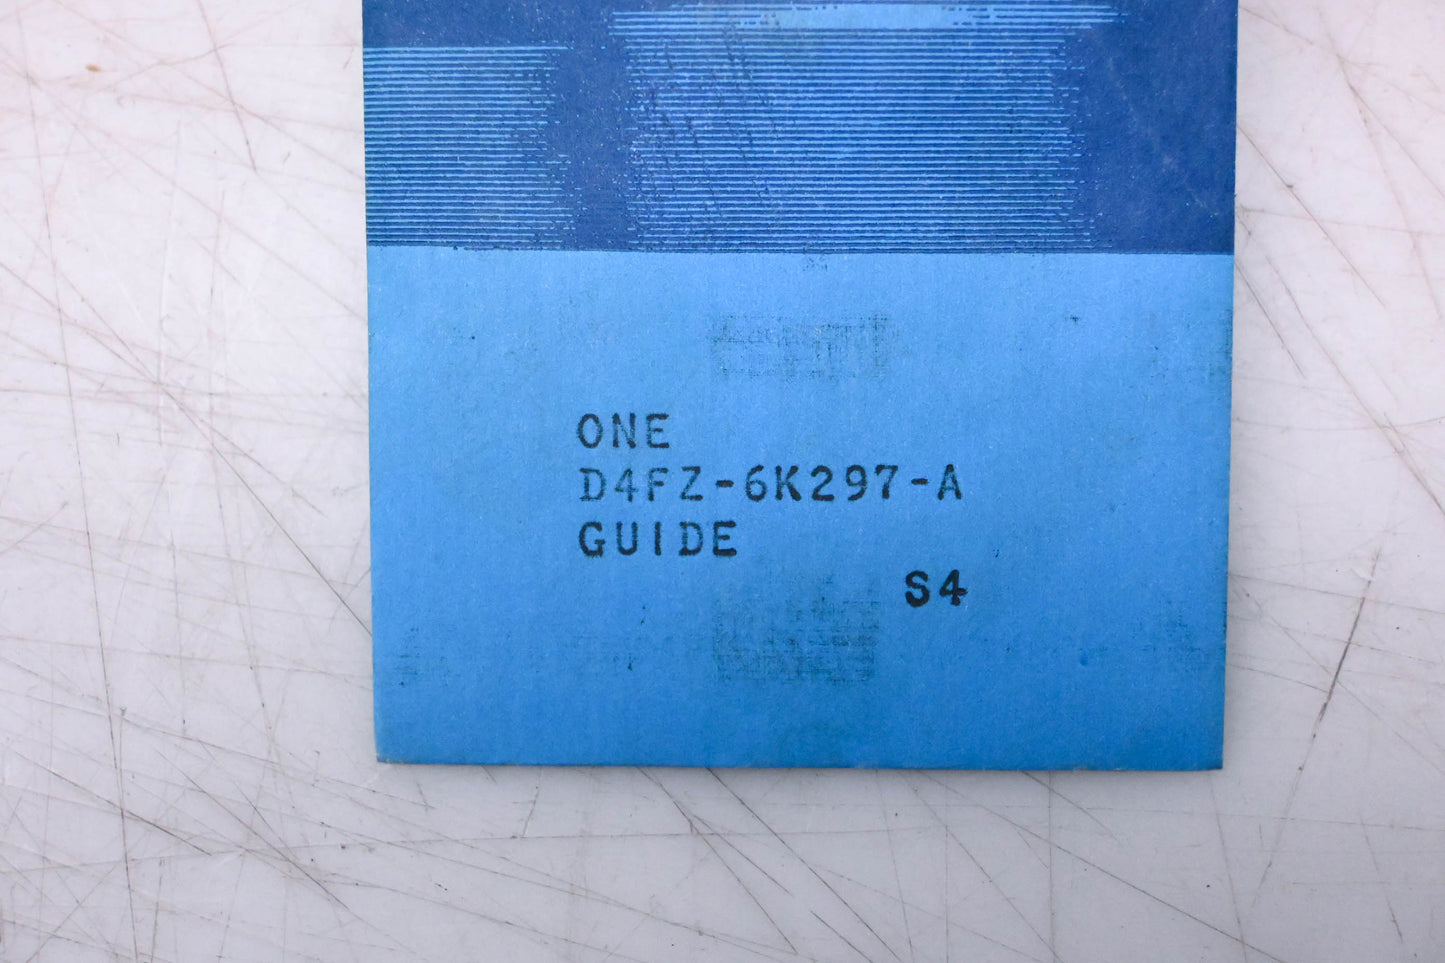 ONE
D4FZ-6K297-A
GUIDE
S4